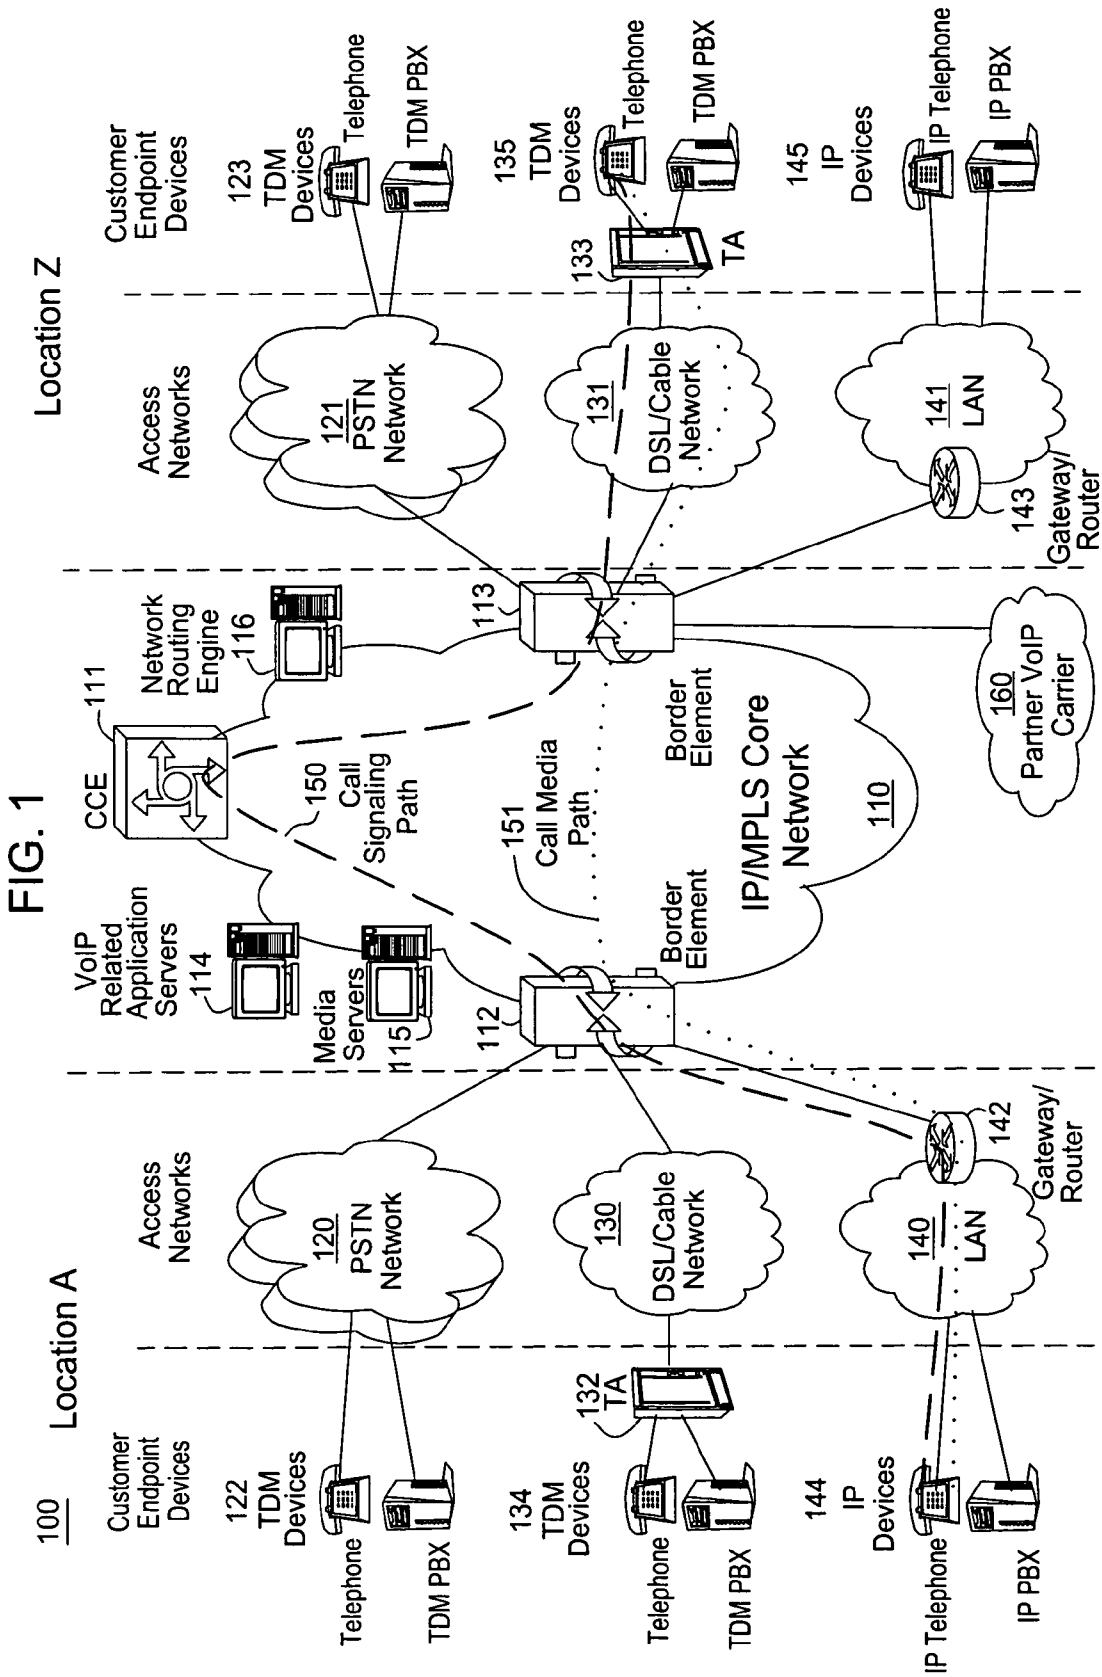 FIG. 1
100
Location A
Location Z
Customer
Endpoint
Devices
Access
Networks
VoIP
Related
Application
Servers
114
CCE
111
Network
Routing
Engine
116
Access
Networks
Customer
Endpoint
Devices
122
TDM
Devices
Telephone
TDM PBX
120
PSTN
Network
Media
Servers
115
150
Call
Signaling
Path
121
PSTN
Network
123
TDM
Devices
Telephone
TDM PBX
134
TDM
Devices
Telephone
TDM PBX
132
TA
130
DSL/Cable
Network
112
Border
Element
151
Call Media
Path
113
Border
Element
131
DSL/Cable
Network
133
TA
135
TDM
Devices
Telephone
TDM PBX
IP/MPLS Core
Network
110
144
IP
Devices
IP Telephone
IP PBX
140
LAN
142
Gateway/
Router
160
Partner VoIP
Carrier
143
Gateway/
Router
141
LAN
145
IP
Devices
IP Telephone
IP PBX